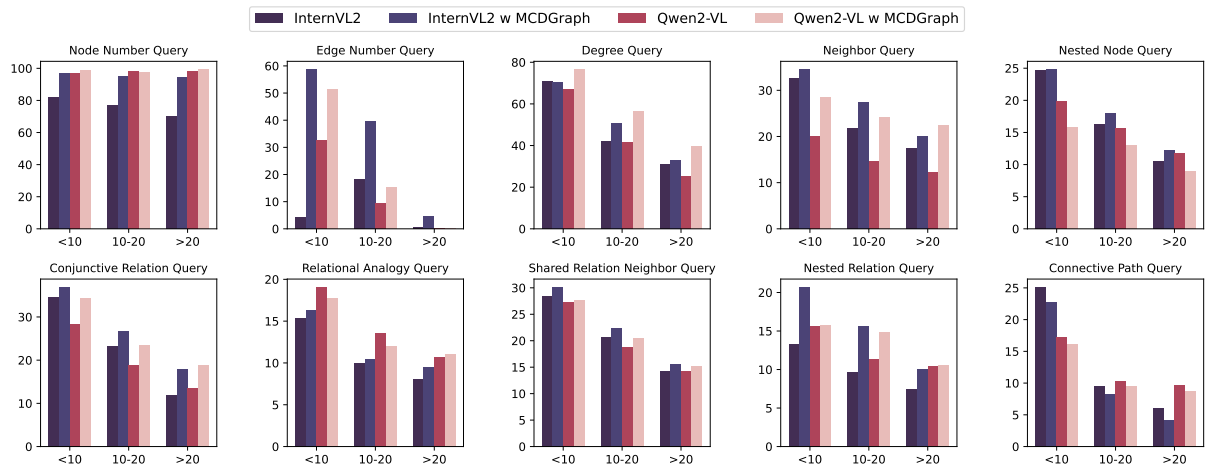 InternVL2 InternVL2 w MCDGraph Qwen2-VL Qwen2-VL w MCDGraph
Node Number Query
100
80
60
40
20
0
<10 10-20 >20
Edge Number Query
60
50
40
30
20
10
0
<10 10-20 >20
Degree Query
80
60
40
20
0
<10 10-20 >20
Neighbor Query
30
20
10
0
<10 10-20 >20
Nested Node Query
25
20
15
10
5
0
<10 10-20 >20
Conjunctive Relation Query
30
20
10
0
<10 10-20 >20
Relational Analogy Query
20
15
10
5
0
<10 10-20 >20
Shared Relation Neighbor Query
30
25
20
15
10
5
0
<10 10-20 >20
Nested Relation Query
20
15
10
5
0
<10 10-20 >20
Connective Path Query
25
20
15
10
5
0
<10 10-20 >20